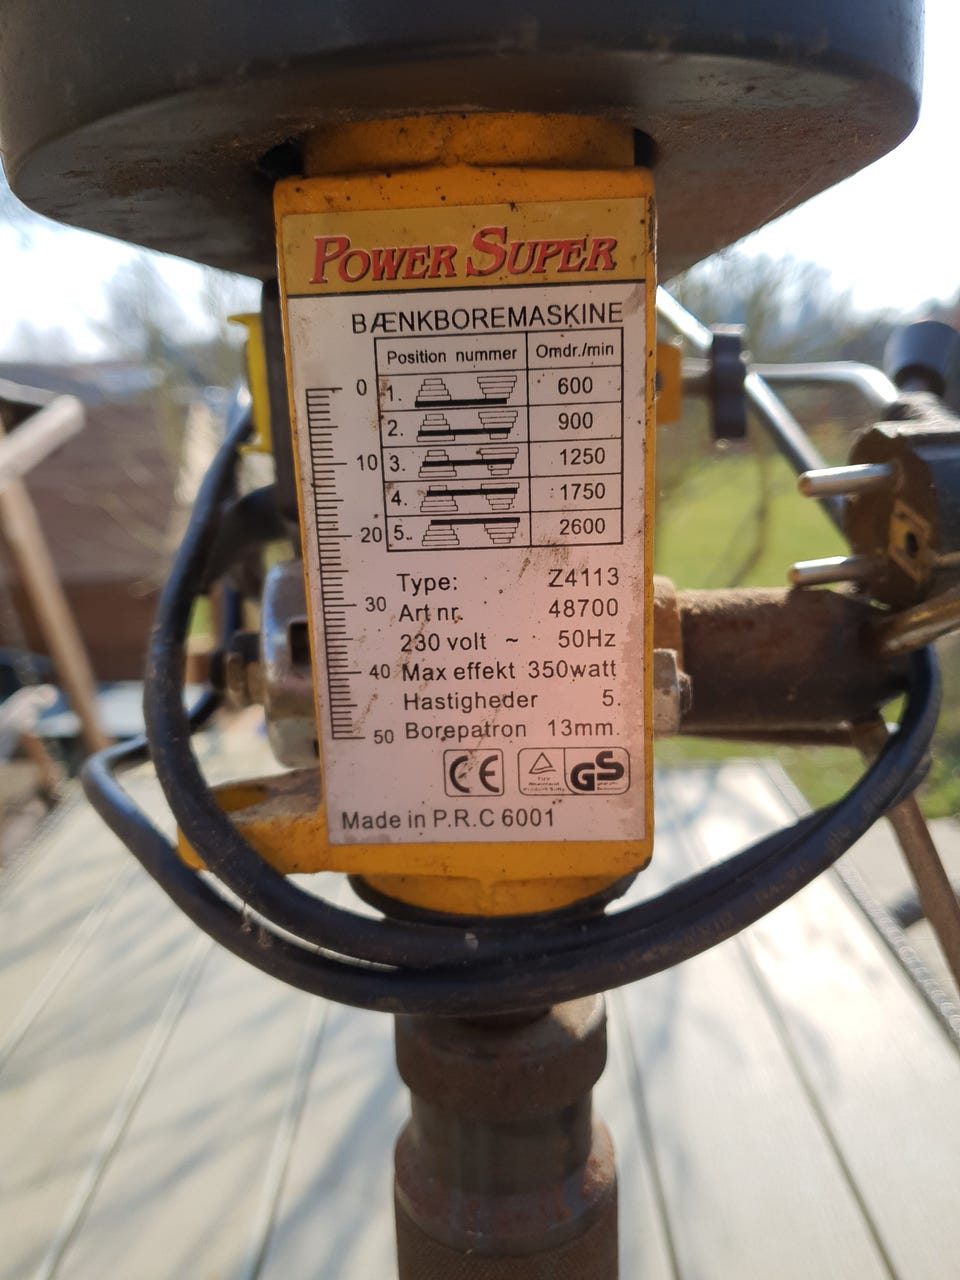 POWER SUPER
BÆNKBOREMASKINE
Position nummer Omdr./min
1. 600
2. 900
3. 1250
4. 1750
5.. 2600
0
10
20
30
40
50
Type: Z4113
Art nr. 48700
230 volt ~ 50Hz
Max effekt 350watt
Hastigheder 5.
Borepatron 13mm.
CE TÜV Rheinland GS
Made in P.R.C 6001